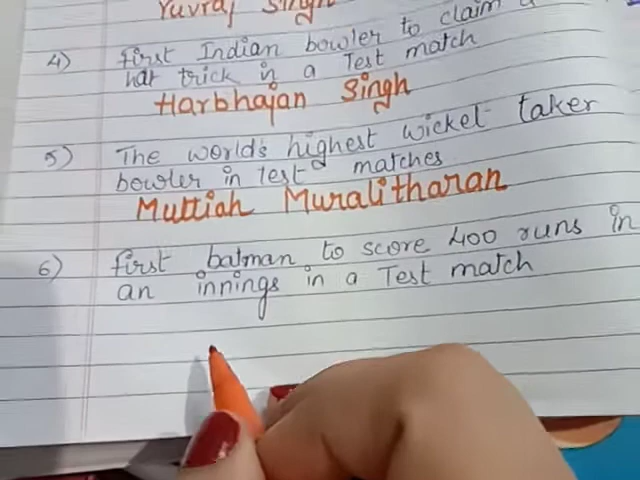 Yuvraj Singh
4) first Indian bowler to claim a
hat trick in a Test match
Harbhajan Singh
5) The world's highest wicket taker
bowler in Test matches
Muttiah Muralitharan
6) first batman to score 400 runs in
an innings in a Test match